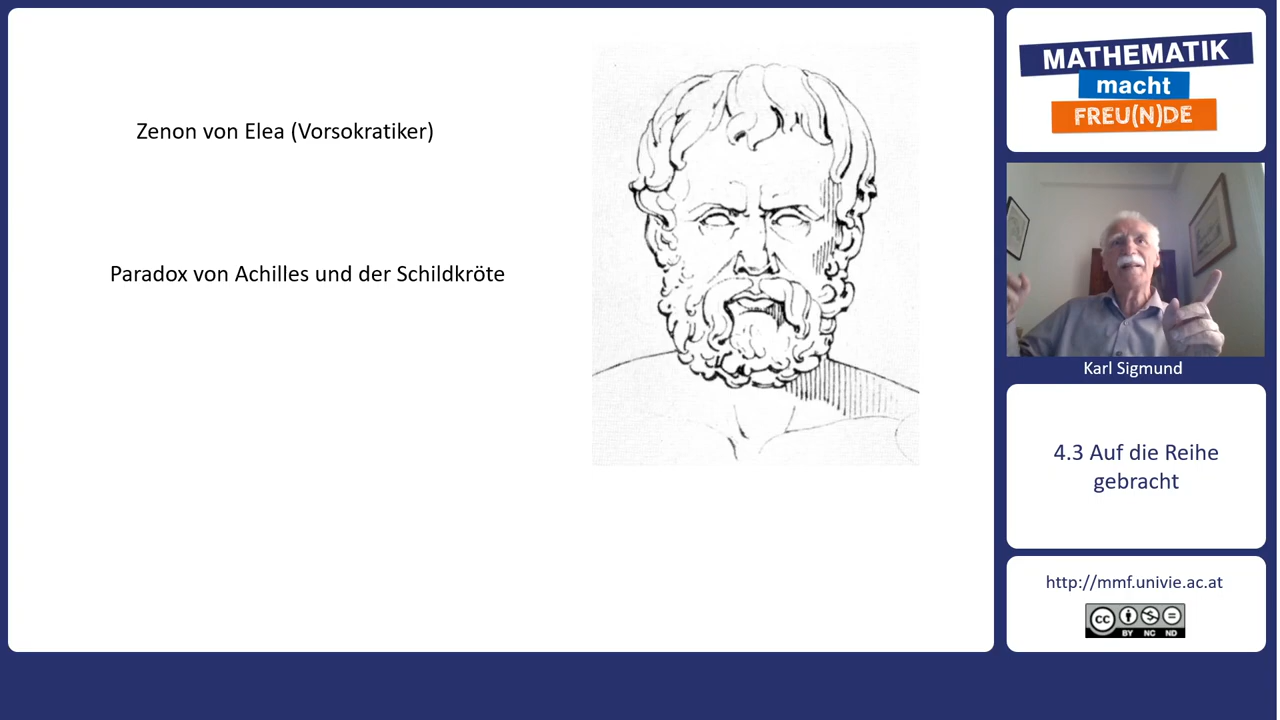 Zenon von Elea (Vorsokratiker)
Paradox von Achilles und der Schildkröte
MATHEMATIK
macht
FREU(N)DE
Karl Sigmund
4.3 Auf die Reihe
gebracht
http://mmf.univie.ac.at
CC
BY NC ND